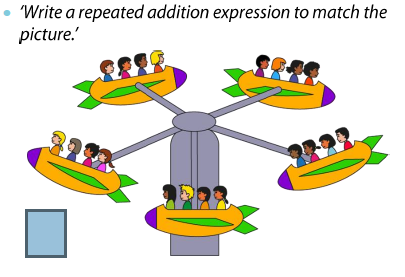 • ‘Write a repeated addition expression to match the
picture.’